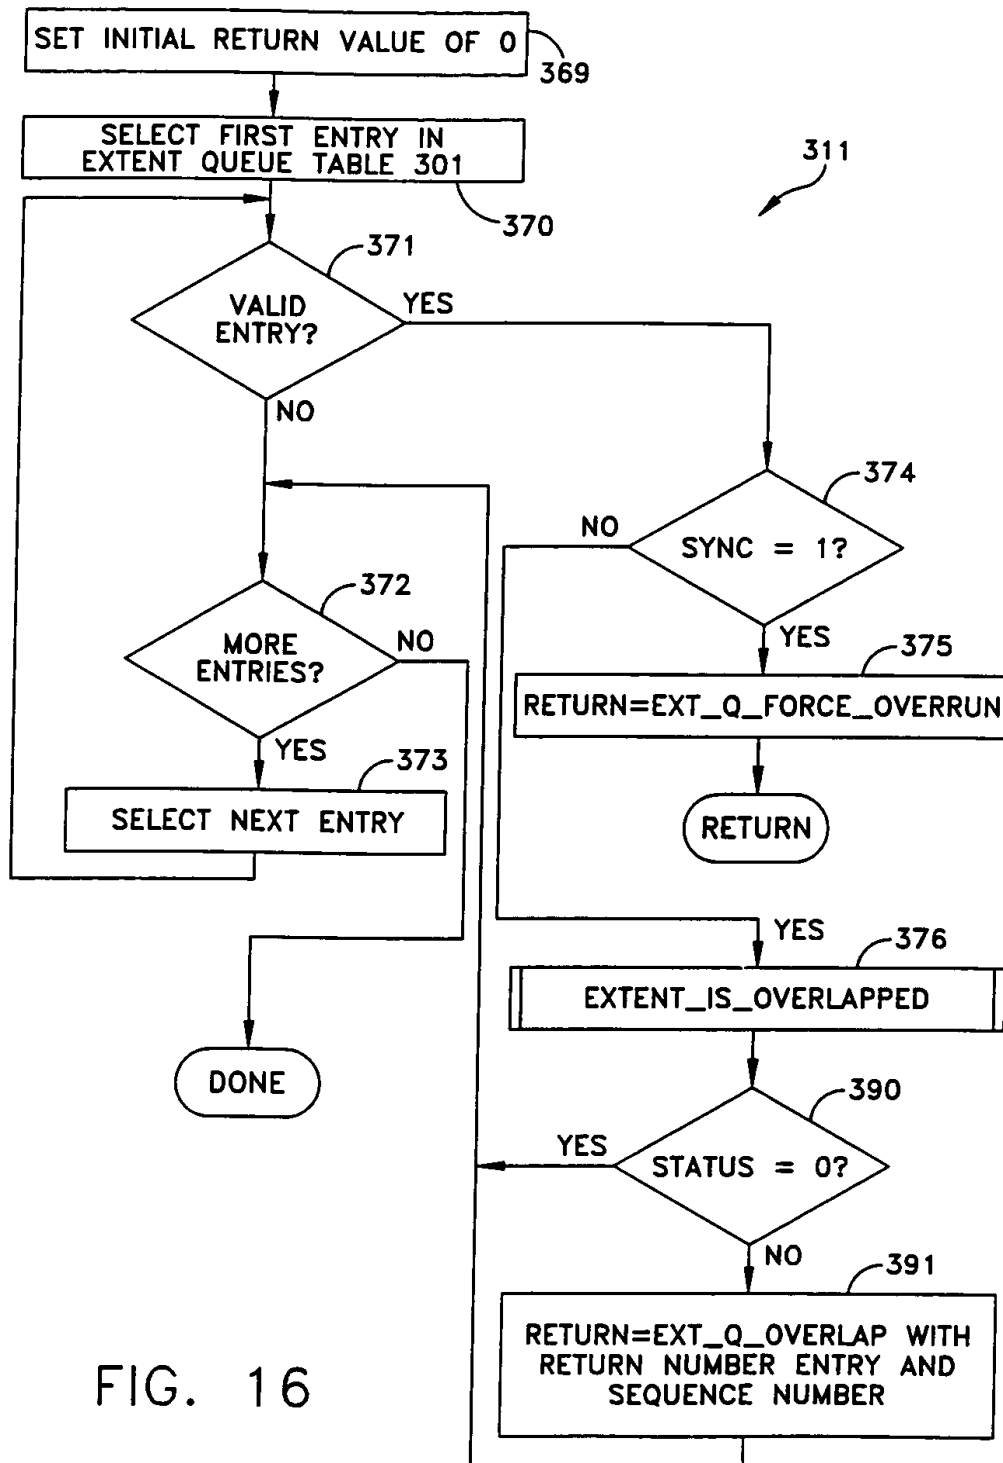 SET INITIAL RETURN VALUE OF 0
369
SELECT FIRST ENTRY IN
EXTENT QUEUE TABLE 301
370
311
371
VALID
ENTRY?
YES
NO
374
SYNC = 1?
NO
YES
372
MORE
ENTRIES?
NO
YES
375
RETURN=EXT_Q_FORCE_OVERRUN
373
SELECT NEXT ENTRY
RETURN
YES
376
EXTENT_IS_OVERLAPPED
DONE
390
STATUS = 0?
YES
NO
391
RETURN=EXT_Q_OVERLAP WITH
RETURN NUMBER ENTRY AND
SEQUENCE NUMBER
FIG. 16